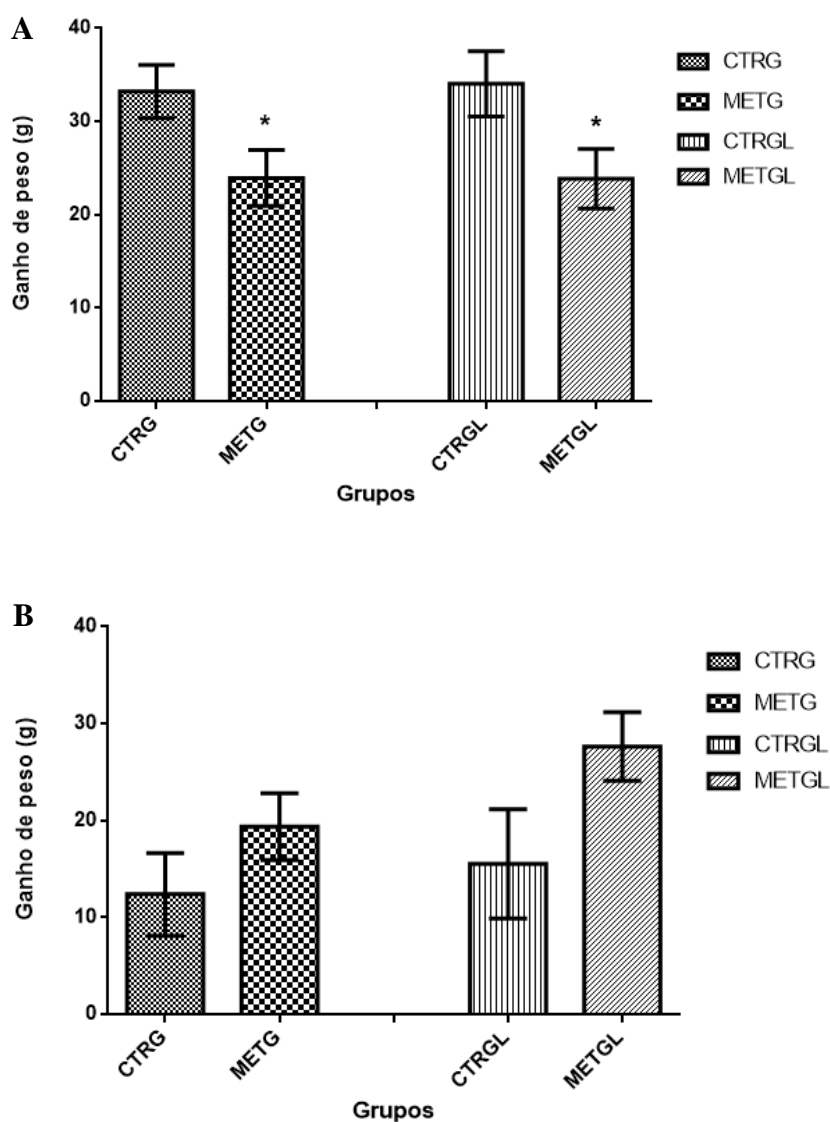 A
Ganho de peso (g)
40
30
20
10
0
*
*
CTRG
METG
CTRGL
METGL
Grupos
CTRG
METG
CTRGL
METGL
B
Ganho de peso (g)
40
30
20
10
0
CTRG
METG
CTRGL
METGL
Grupos
CTRG
METG
CTRGL
METGL